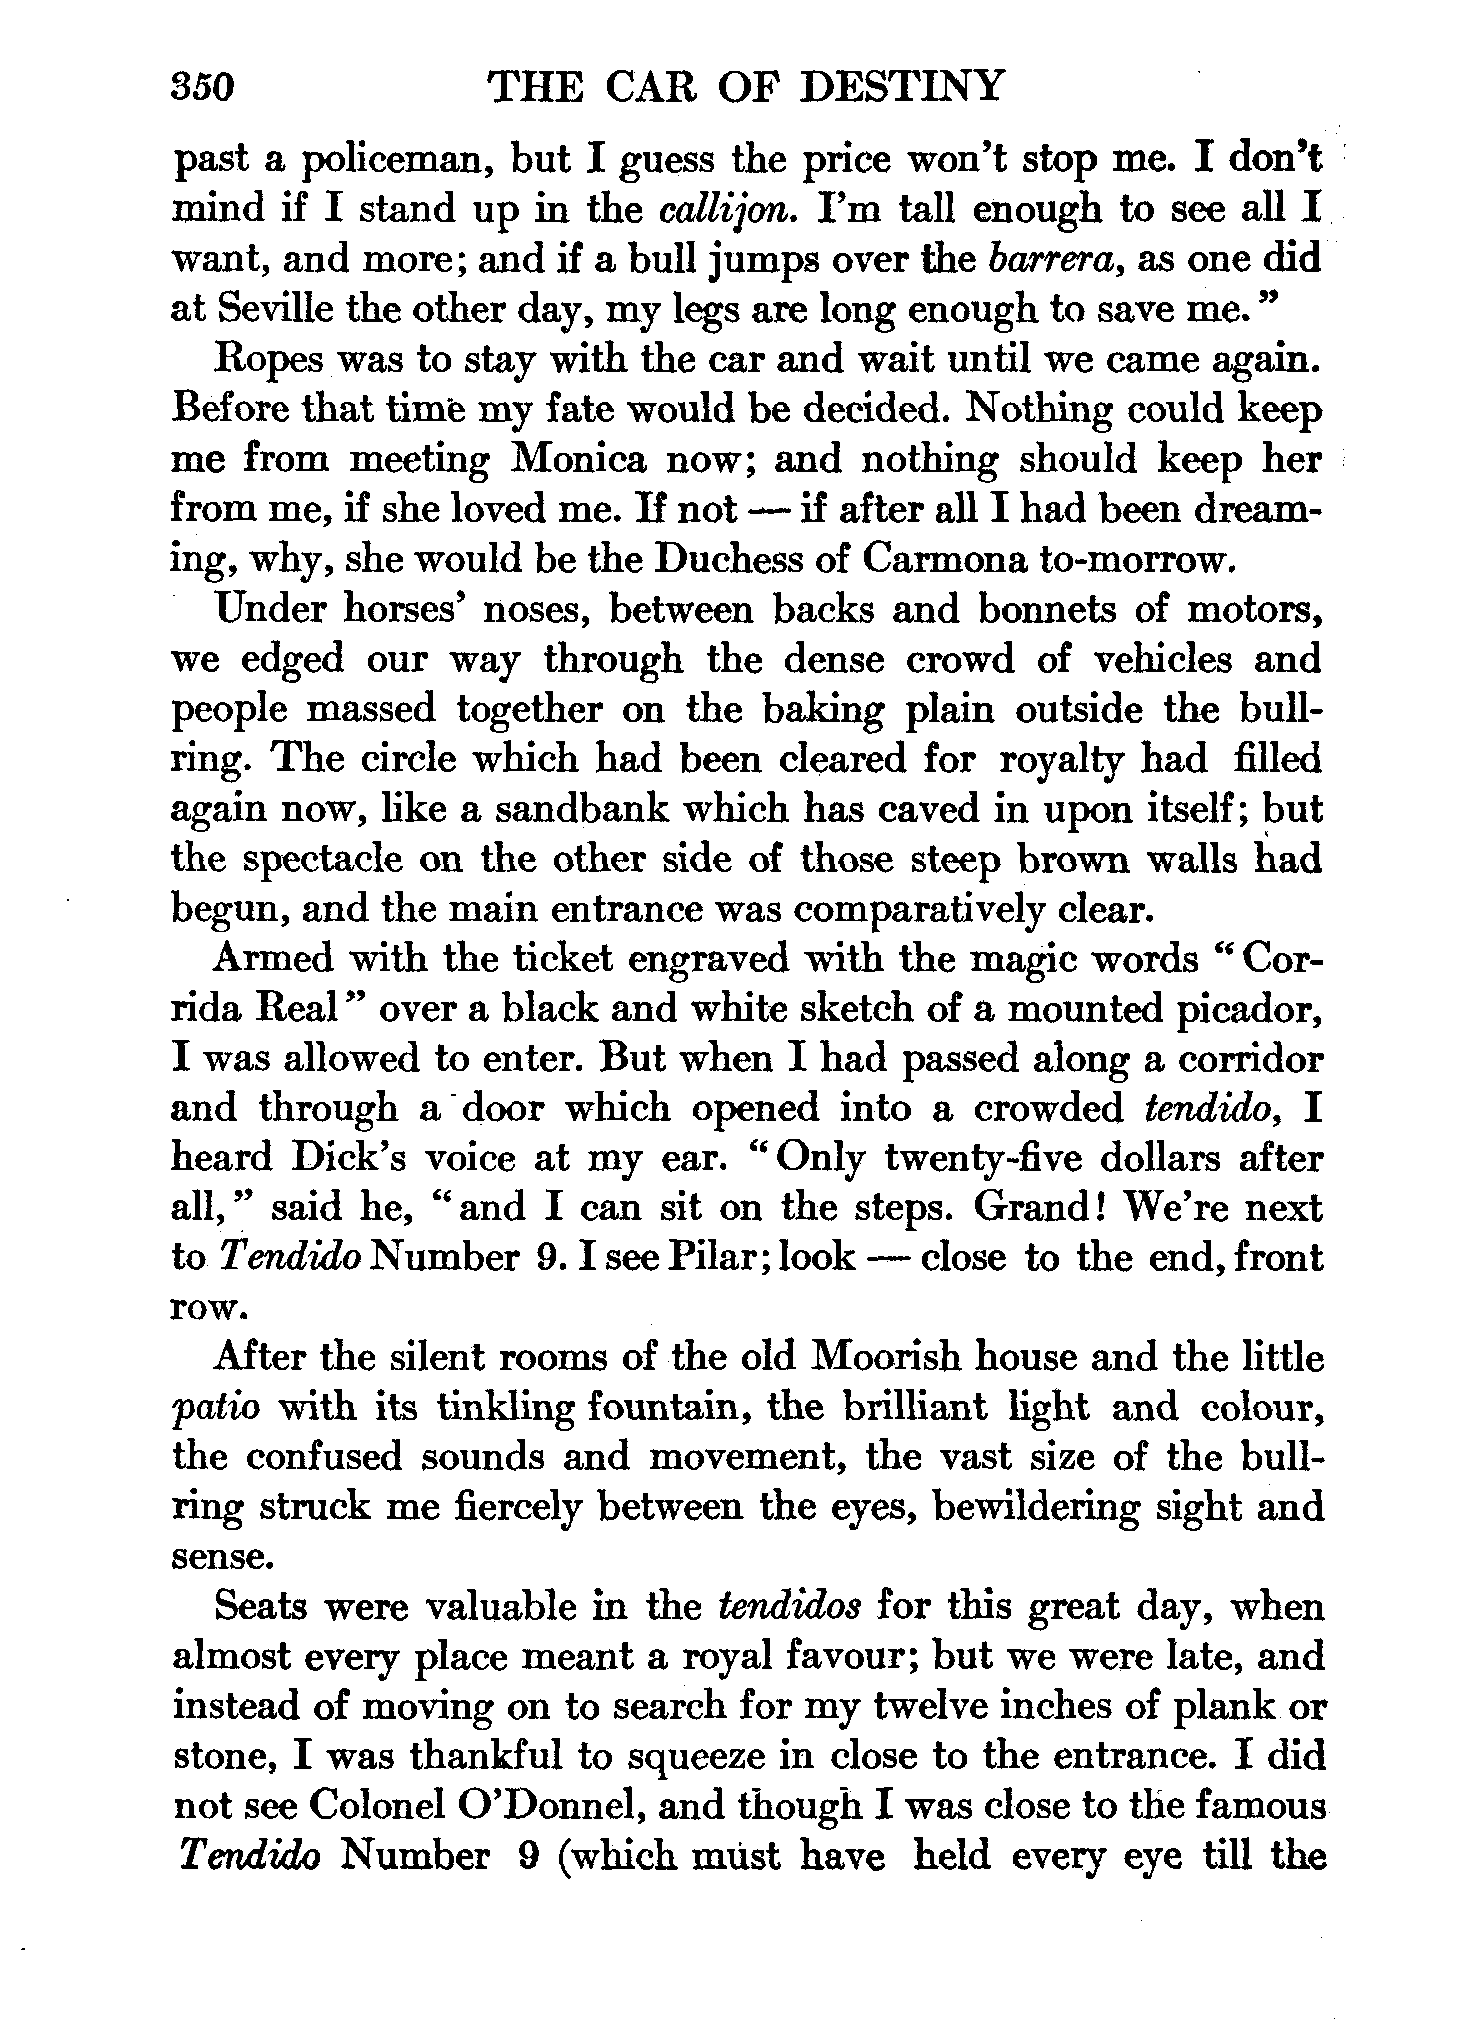 350 THE CAR OF DESTINY
past a policeman, but I guess the price won't stop me. I don't
mind if I stand up in the callijon. I'm tall enough to see all I
want, and more; and if a bull jumps over the barrera, as one did
at Seville the other day, my legs are long enough to save me."
Ropes was to stay with the car and wait until we came again.
Before that time my fate would be decided. Nothing could keep
me from meeting Monica now; and nothing should keep her
from me, if she loved me. If not — if after all I had been dream-
ing, why, she would be the Duchess of Carmona to-morrow.
Under horses' noses, between backs and bonnets of motors,
we edged our way through the dense crowd of vehicles and
people massed together on the baking plain outside the bull-
ring. The circle which had been cleared for royalty had filled
again now, like a sandbank which has caved in upon itself; but
the spectacle on the other side of those steep brown walls had
begun, and the main entrance was comparatively clear.
Armed with the ticket engraved with the magic words "Cor-
rida Real" over a black and white sketch of a mounted picador,
I was allowed to enter. But when I had passed along a corridor
and through a door which opened into a crowded tendido, I
heard Dick's voice at my ear. "Only twenty-five dollars after
all," said he, "and I can sit on the steps. Grand! We're next
to Tendido Number 9. I see Pilar; look — close to the end, front
row.
After the silent rooms of the old Moorish house and the little
patio with its tinkling fountain, the brilliant light and colour,
the confused sounds and movement, the vast size of the bull-
ring struck me fiercely between the eyes, bewildering sight and
sense.
Seats were valuable in the tendidos for this great day, when
almost every place meant a royal favour; but we were late, and
instead of moving on to search for my twelve inches of plank or
stone, I was thankful to squeeze in close to the entrance. I did
not see Colonel O'Donnel, and though I was close to the famous
Tendido Number 9 (which must have held every eye till the